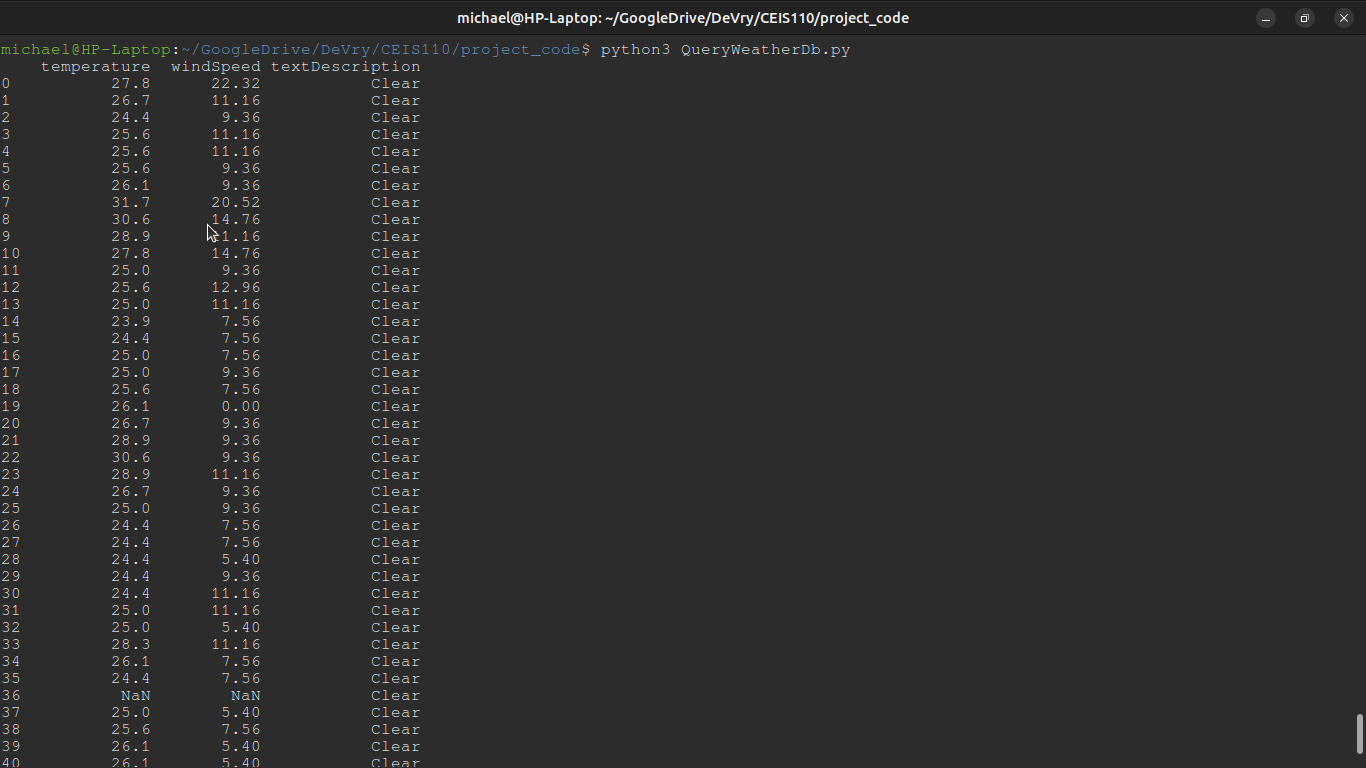 michael@HP-Laptop: ~/GoogleDrive/DeVry/CEIS110/project_code
michael@HP-Laptop:~/GoogleDrive/DeVry/CEIS110/project_code$ python3 QueryWeatherDb.py
temperature windSpeed textDescription
0 27.8 22.32 Clear
1 26.7 11.16 Clear
2 24.4 9.36 Clear
3 25.6 11.16 Clear
4 25.6 11.16 Clear
5 25.6 9.36 Clear
6 26.1 9.36 Clear
7 31.7 20.52 Clear
8 30.6 14.76 Clear
9 28.9 11.16 Clear
10 27.8 14.76 Clear
11 25.0 9.36 Clear
12 25.6 12.96 Clear
13 25.0 11.16 Clear
14 23.9 7.56 Clear
15 24.4 7.56 Clear
16 25.0 7.56 Clear
17 25.0 9.36 Clear
18 25.6 7.56 Clear
19 26.1 0.00 Clear
20 26.7 9.36 Clear
21 28.9 9.36 Clear
22 30.6 9.36 Clear
23 28.9 11.16 Clear
24 26.7 9.36 Clear
25 25.0 9.36 Clear
26 24.4 7.56 Clear
27 24.4 7.56 Clear
28 24.4 5.40 Clear
29 24.4 9.36 Clear
30 24.4 11.16 Clear
31 25.0 11.16 Clear
32 25.0 5.40 Clear
33 28.3 11.16 Clear
34 26.1 7.56 Clear
35 24.4 7.56 Clear
36 NaN NaN Clear
37 25.0 5.40 Clear
38 25.6 7.56 Clear
39 26.1 5.40 Clear
40 26.1 5.40 Clear